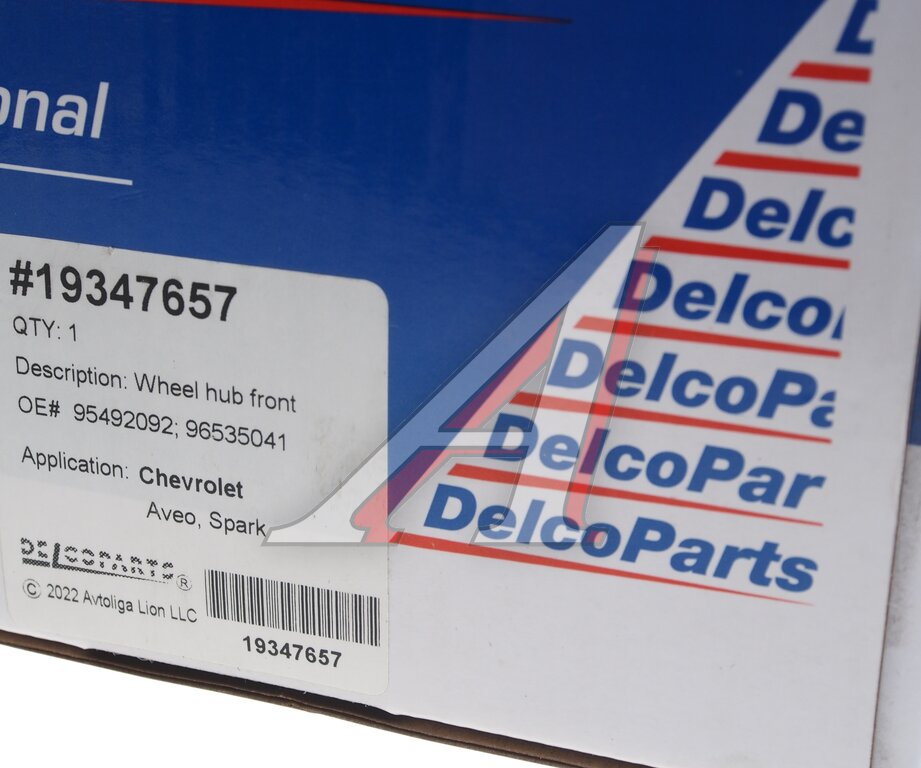 onal
#19347657
QTY: 1
Description: Wheel hub front
OE# 95492092; 96535041
Application: Chevrolet
Aveo, Spark
DELCOPARTS®
© 2022 Avtoliga Lion LLC
19347657
De
Delc
Delco
DelcoPa
DelcoPar
DelcoParts